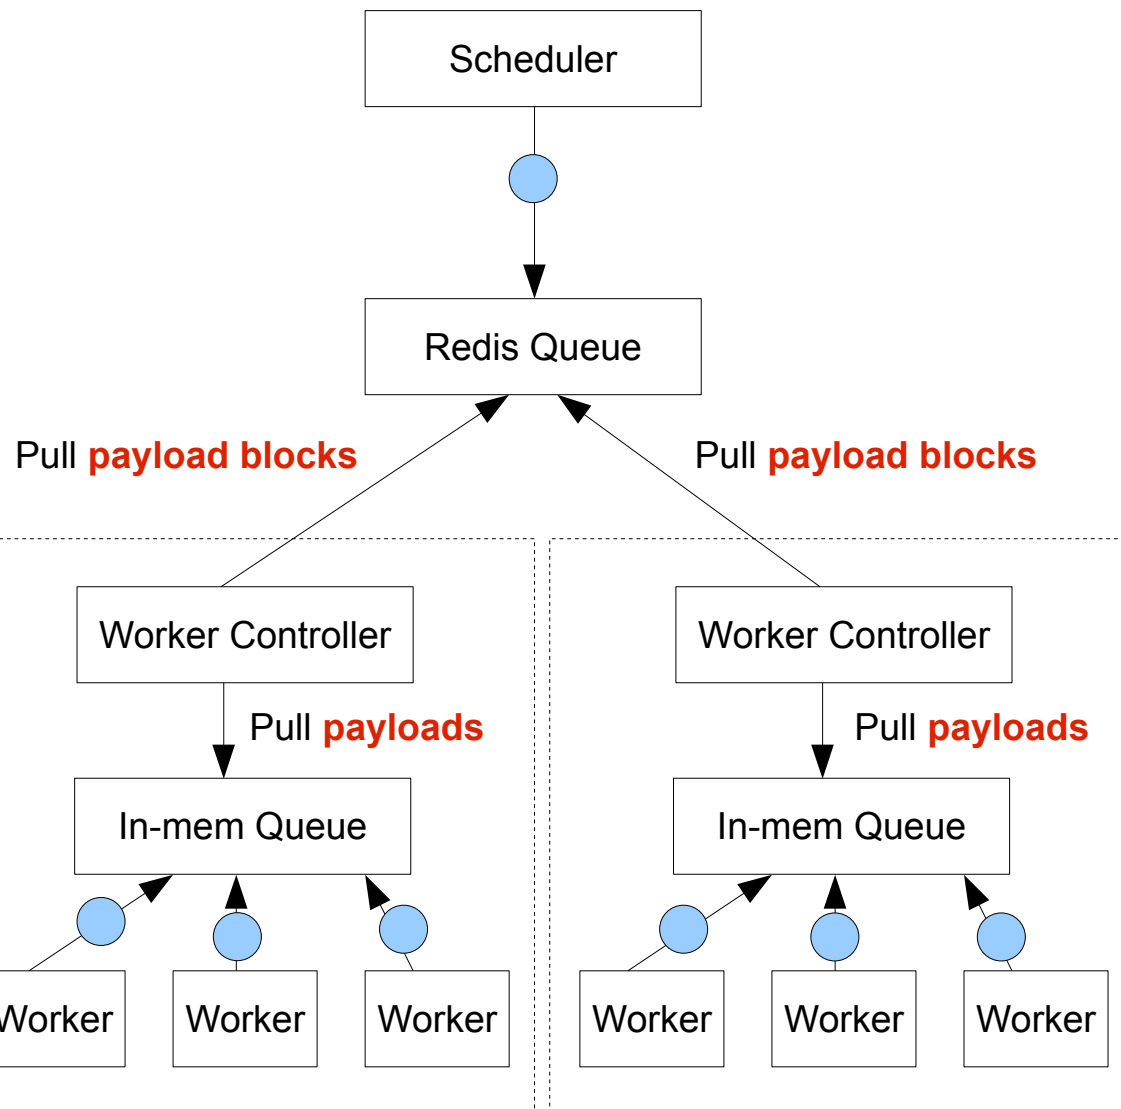 Scheduler
Redis Queue
Pull payload blocks
Pull payload blocks
Worker Controller
Worker Controller
Pull payloads
Pull payloads
In-mem Queue
In-mem Queue
Worker
Worker
Worker
Worker
Worker
Worker